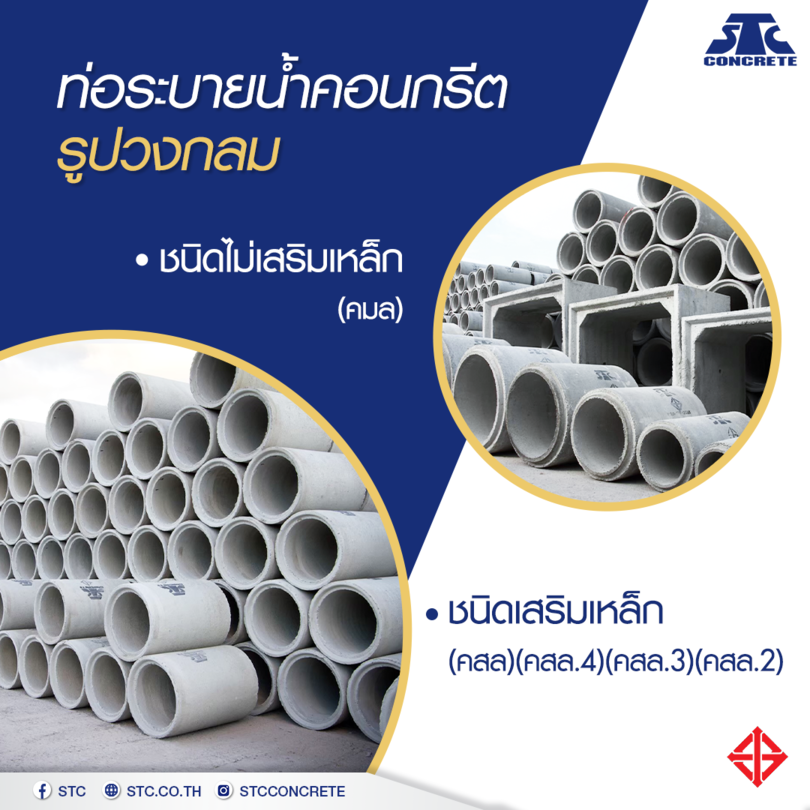 STC
CONCRETE
ท่อระบายน้ำคอนกรีต
รูปวงกลม
• ชนิดไม่เสริมเหล็ก
(คมล)
• ชนิดเสริมเหล็ก
(คสล)(คสล.4)(คสล.3)(คสล.2)
STC STC.CO.TH STCCONCRETE